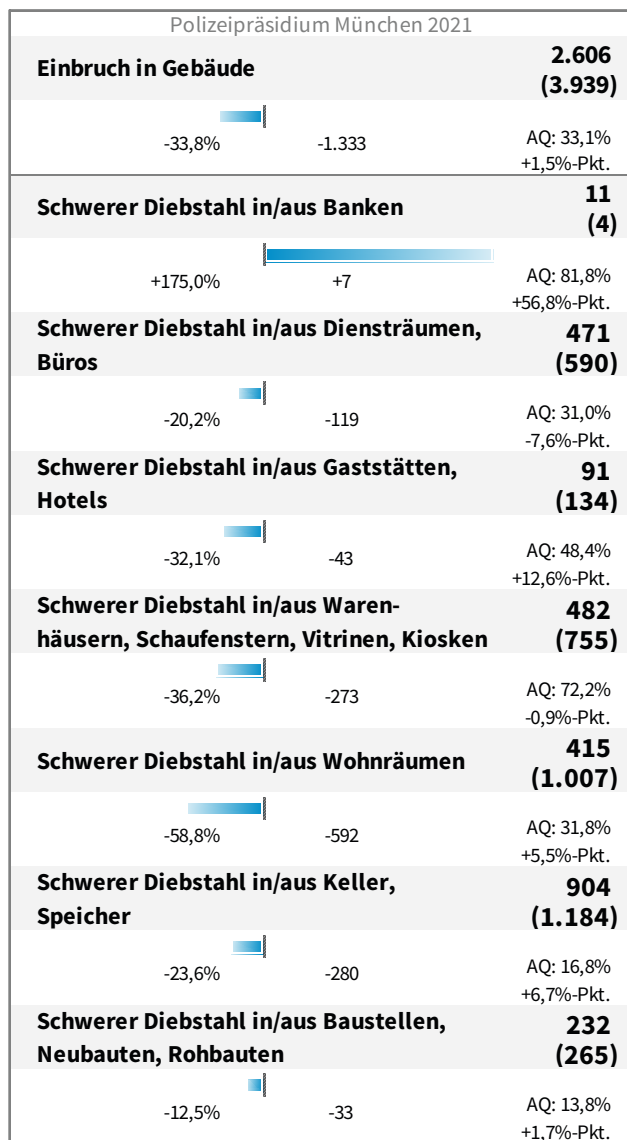 Polizeipräsidium München 2021
Einbruch in Gebäude
2.606
(3.939)
-33,8% -1.333 AQ: 33,1%
+1,5%-Pkt.
Schwerer Diebstahl in/aus Banken
11
(4)
+175,0% +7 AQ: 81,8%
+56,8%-Pkt.
Schwerer Diebstahl in/aus Diensträumen, 471
Büros (590)
-20,2% -119 AQ: 31,0%
-7,6%-Pkt.
Schwerer Diebstahl in/aus Gaststätten, 91
Hotels (134)
-32,1% -43 AQ: 48,4%
+12,6%-Pkt.
Schwerer Diebstahl in/aus Waren- 482
häusern, Schaufenstern, Vitrinen, Kiosken (755)
-36,2% -273 AQ: 72,2%
-0,9%-Pkt.
Schwerer Diebstahl in/aus Wohnräumen
415
(1.007)
-58,8% -592 AQ: 31,8%
+5,5%-Pkt.
Schwerer Diebstahl in/aus Keller, 904
Speicher (1.184)
-23,6% -280 AQ: 16,8%
+6,7%-Pkt.
Schwerer Diebstahl in/aus Baustellen, 232
Neubauten, Rohbauten (265)
-12,5% -33 AQ: 13,8%
+1,7%-Pkt.